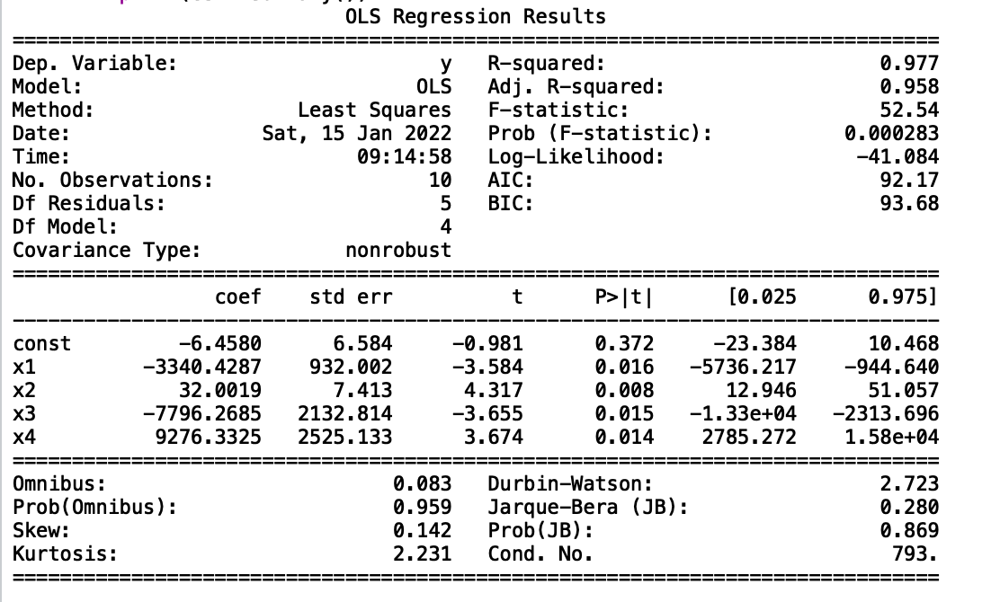 OLS Regression Results
==============================================================================
Dep. Variable: y R-squared: 0.977
Model: OLS Adj. R-squared: 0.958
Method: Least Squares F-statistic: 52.54
Date: Sat, 15 Jan 2022 Prob (F-statistic): 0.000283
Time: 09:14:58 Log-Likelihood: -41.084
No. Observations: 10 AIC: 92.17
Df Residuals: 5 BIC: 93.68
Df Model: 4
Covariance Type: nonrobust
==============================================================================
coef std err t P>|t| [0.025 0.975]
------------------------------------------------------------------------------
const -6.4580 6.584 -0.981 0.372 -23.384 10.468
x1 -3340.4287 932.002 -3.584 0.016 -5736.217 -944.640
x2 32.0019 7.413 4.317 0.008 12.946 51.057
x3 -7796.2685 2132.814 -3.655 0.015 -1.33e+04 -2313.696
x4 9276.3325 2525.133 3.674 0.014 2785.272 1.58e+04
==============================================================================
Omnibus: 0.083 Durbin-Watson: 2.723
Prob(Omnibus): 0.959 Jarque-Bera (JB): 0.280
Skew: 0.142 Prob(JB): 0.869
Kurtosis: 2.231 Cond. No. 793.
==============================================================================